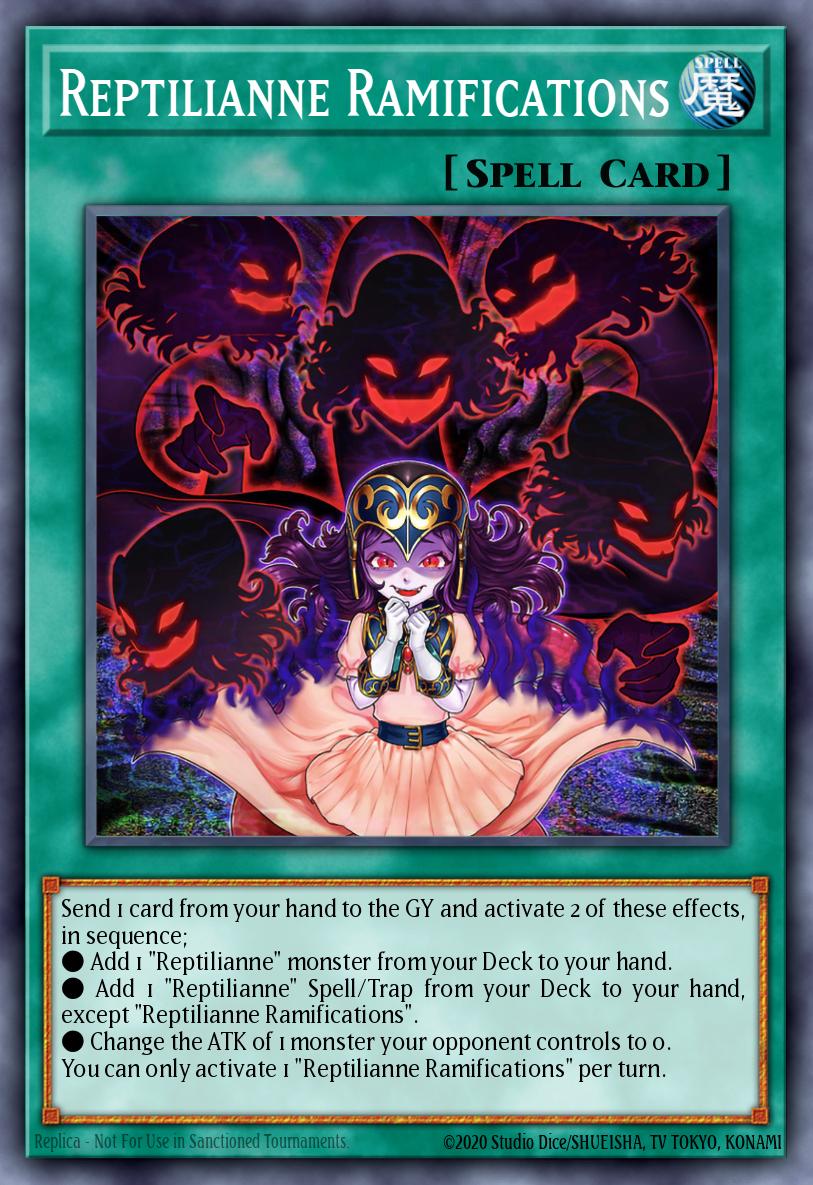 Reptilianne Ramifications
SPELL
魔
[ Spell Card ]
Send 1 card from your hand to the GY and activate 2 of these effects,
in sequence;
● Add 1 "Reptilianne" monster from your Deck to your hand.
● Add 1 "Reptilianne" Spell/Trap from your Deck to your hand,
except "Reptilianne Ramifications".
● Change the ATK of 1 monster your opponent controls to 0.
You can only activate 1 "Reptilianne Ramifications" per turn.
Replica - Not For Use in Sanctioned Tournaments.
©2020 Studio Dice/SHUEISHA, TV TOKYO, KONAMI